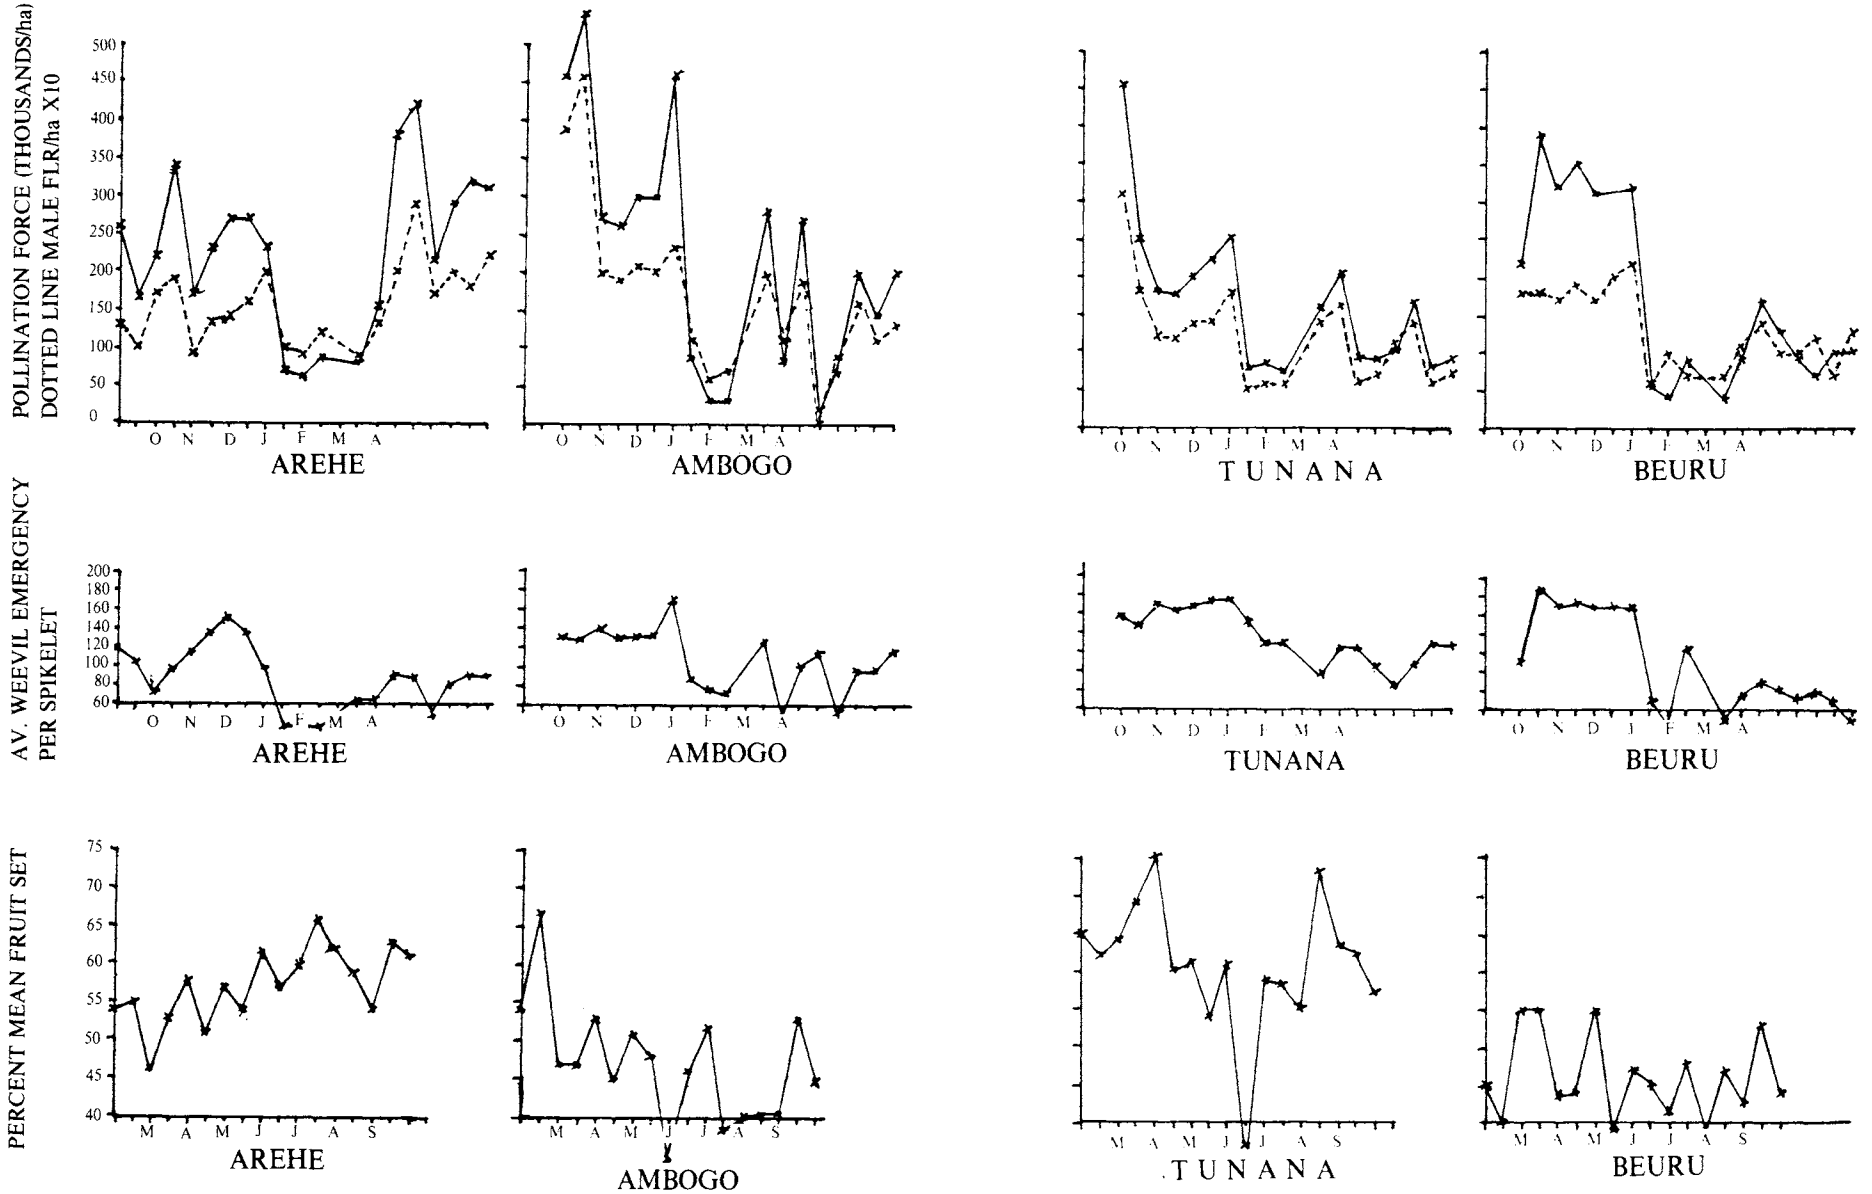 POLLINATION FORCE (THOUSANDS/ha)
DOTTED LINE MALE FLR/ha X10
500
450
400
350
300
250
200
150
100
50
0
O N D J F M A
AREHE
O N D J F M A
AMBOGO
O N D J F M A
TUNANA
O N D J F M A
BEURU
AV. WEEVIL EMERGENCY
PER SPIKELET
200
180
160
140
120
100
80
60
O N D J F M A
AREHE
O N D J F M A
AMBOGO
O N D J F M A
TUNANA
O N D J F M A
BEURU
PERCENT MEAN FRUIT SET
75
70
65
60
55
50
45
40
M A M J J A S
AREHE
M A M J J A S
AMBOGO
M A M J J A S
TUNANA
M A M J J A S
BEURU